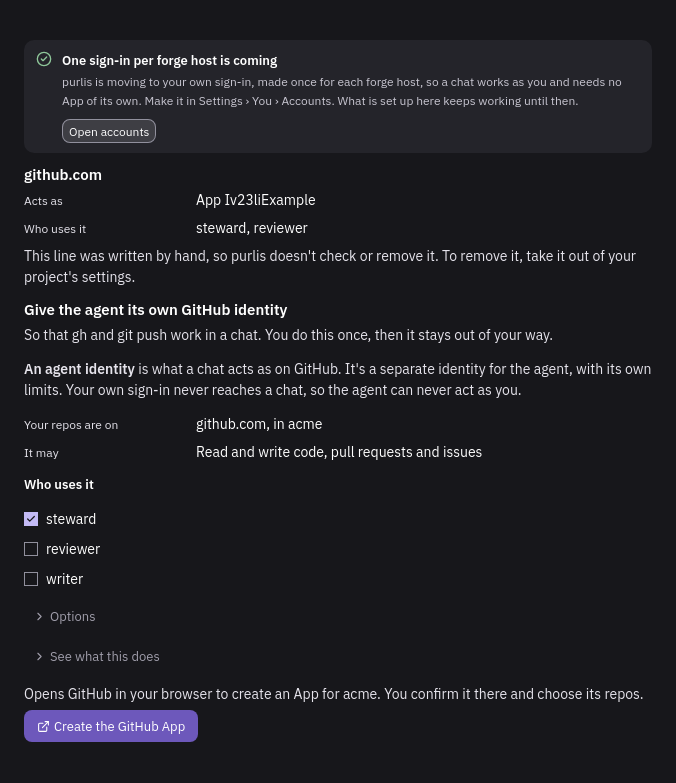 One sign-in per forge host is coming
purlis is moving to your own sign-in, made once for each forge host, so a chat works as you and needs no
App of its own. Make it in Settings › You › Accounts. What is set up here keeps working until then.
Open accounts
github.com
Acts as App Iv23liExample
Who uses it steward, reviewer
This line was written by hand, so purlis doesn't check or remove it. To remove it, take it out of your
project's settings.
Give the agent its own GitHub identity
So that gh and git push work in a chat. You do this once, then it stays out of your way.
An agent identity is what a chat acts as on GitHub. It's a separate identity for the agent, with its own
limits. Your own sign-in never reaches a chat, so the agent can never act as you.
Your repos are on github.com, in acme
It may Read and write code, pull requests and issues
Who uses it
steward
reviewer
writer
Options
See what this does
Opens GitHub in your browser to create an App for acme. You confirm it there and choose its repos.
Create the GitHub App